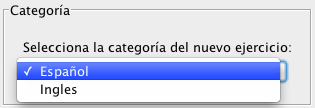 Categoría
Selecciona la categoría del nuevo ejercicio:
✓ Español
Ingles